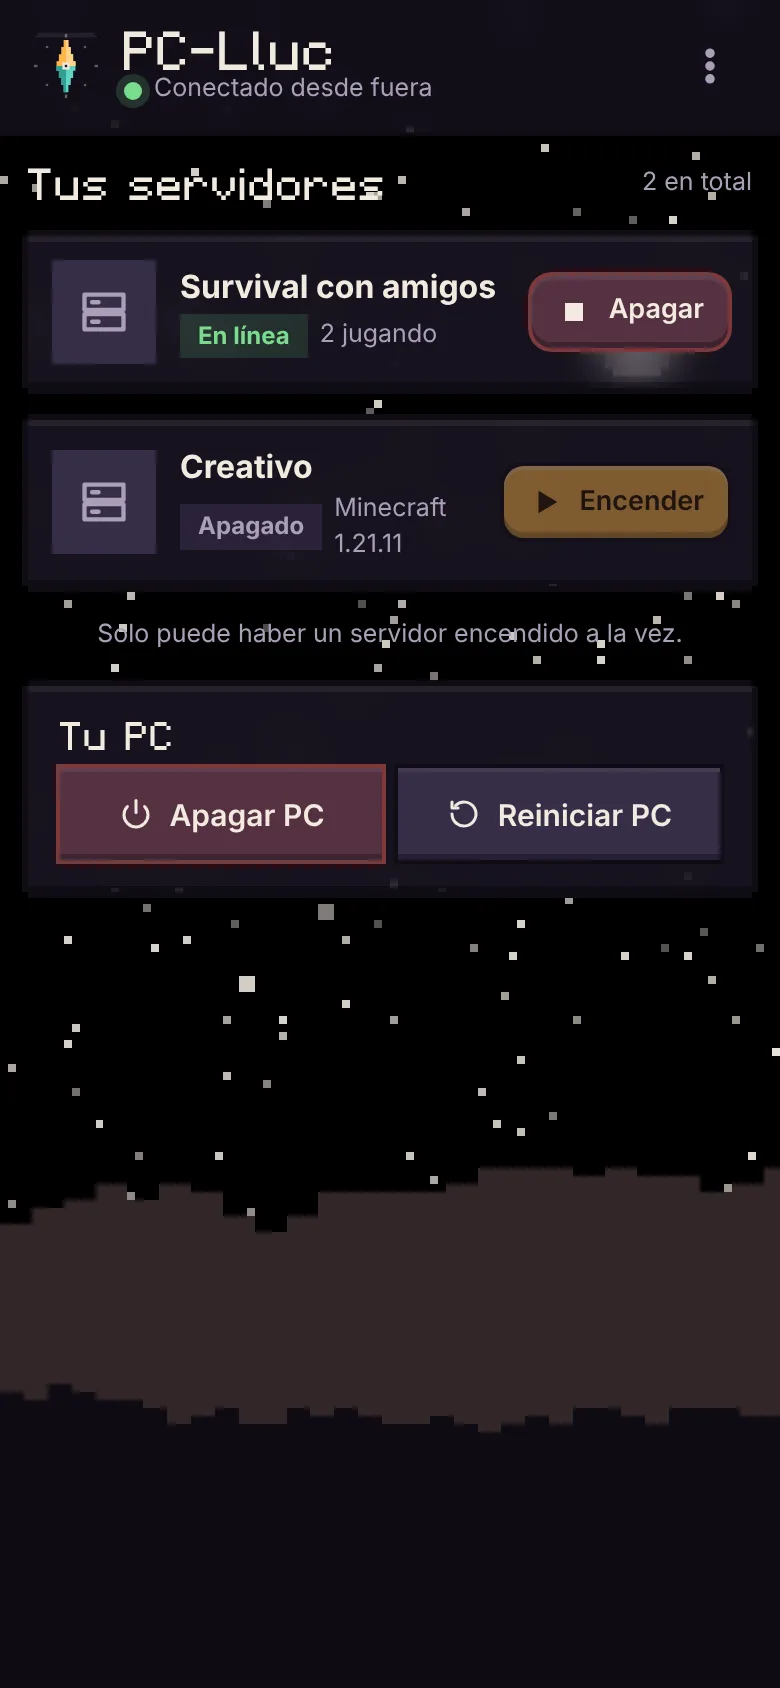 PC-Lluc
Conectado desde fuera
Tus servidores
2 en total
Survival con amigos
En línea
2 jugando
Apagar
Creativo
Apagado
Minecraft
1.21.11
Encender
Solo puede haber un servidor encendido a la vez.
Tu PC
Apagar PC
Reiniciar PC